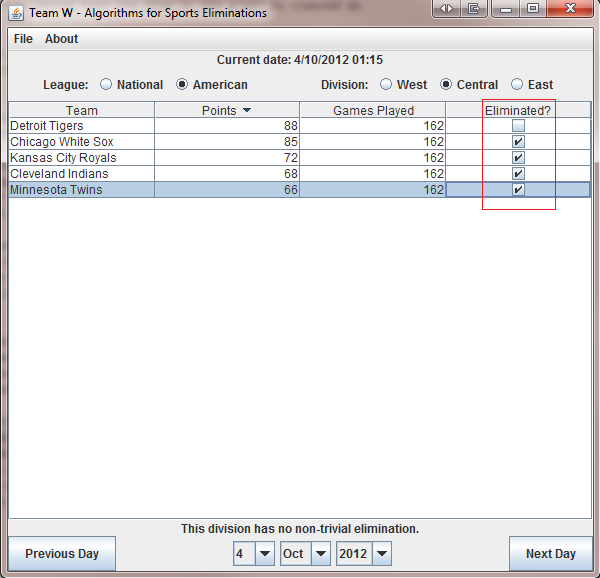 Team W - Algorithms for Sports Eliminations
File About
Current date: 4/10/2012 01:15
League: National American Division: West Central East
Team Points Games Played Eliminated?
Detroit Tigers 88 162
Chicago White Sox 85 162
Kansas City Royals 72 162
Cleveland Indians 68 162
Minnesota Twins 66 162
This division has no non-trivial elimination.
Previous Day 4 Oct 2012 Next Day